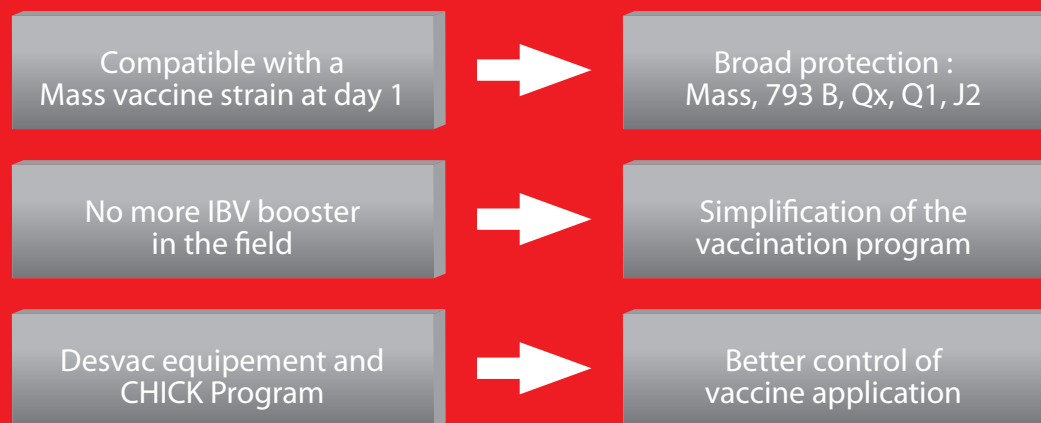 Compatible with a
Mass vaccine strain at day 1
Broad protection :
Mass, 793 B, Qx, Q1, J2
No more IBV booster
in the field
Simplification of the
vaccination program
Desvac equipement and
CHICK Program
Better control of
vaccine application